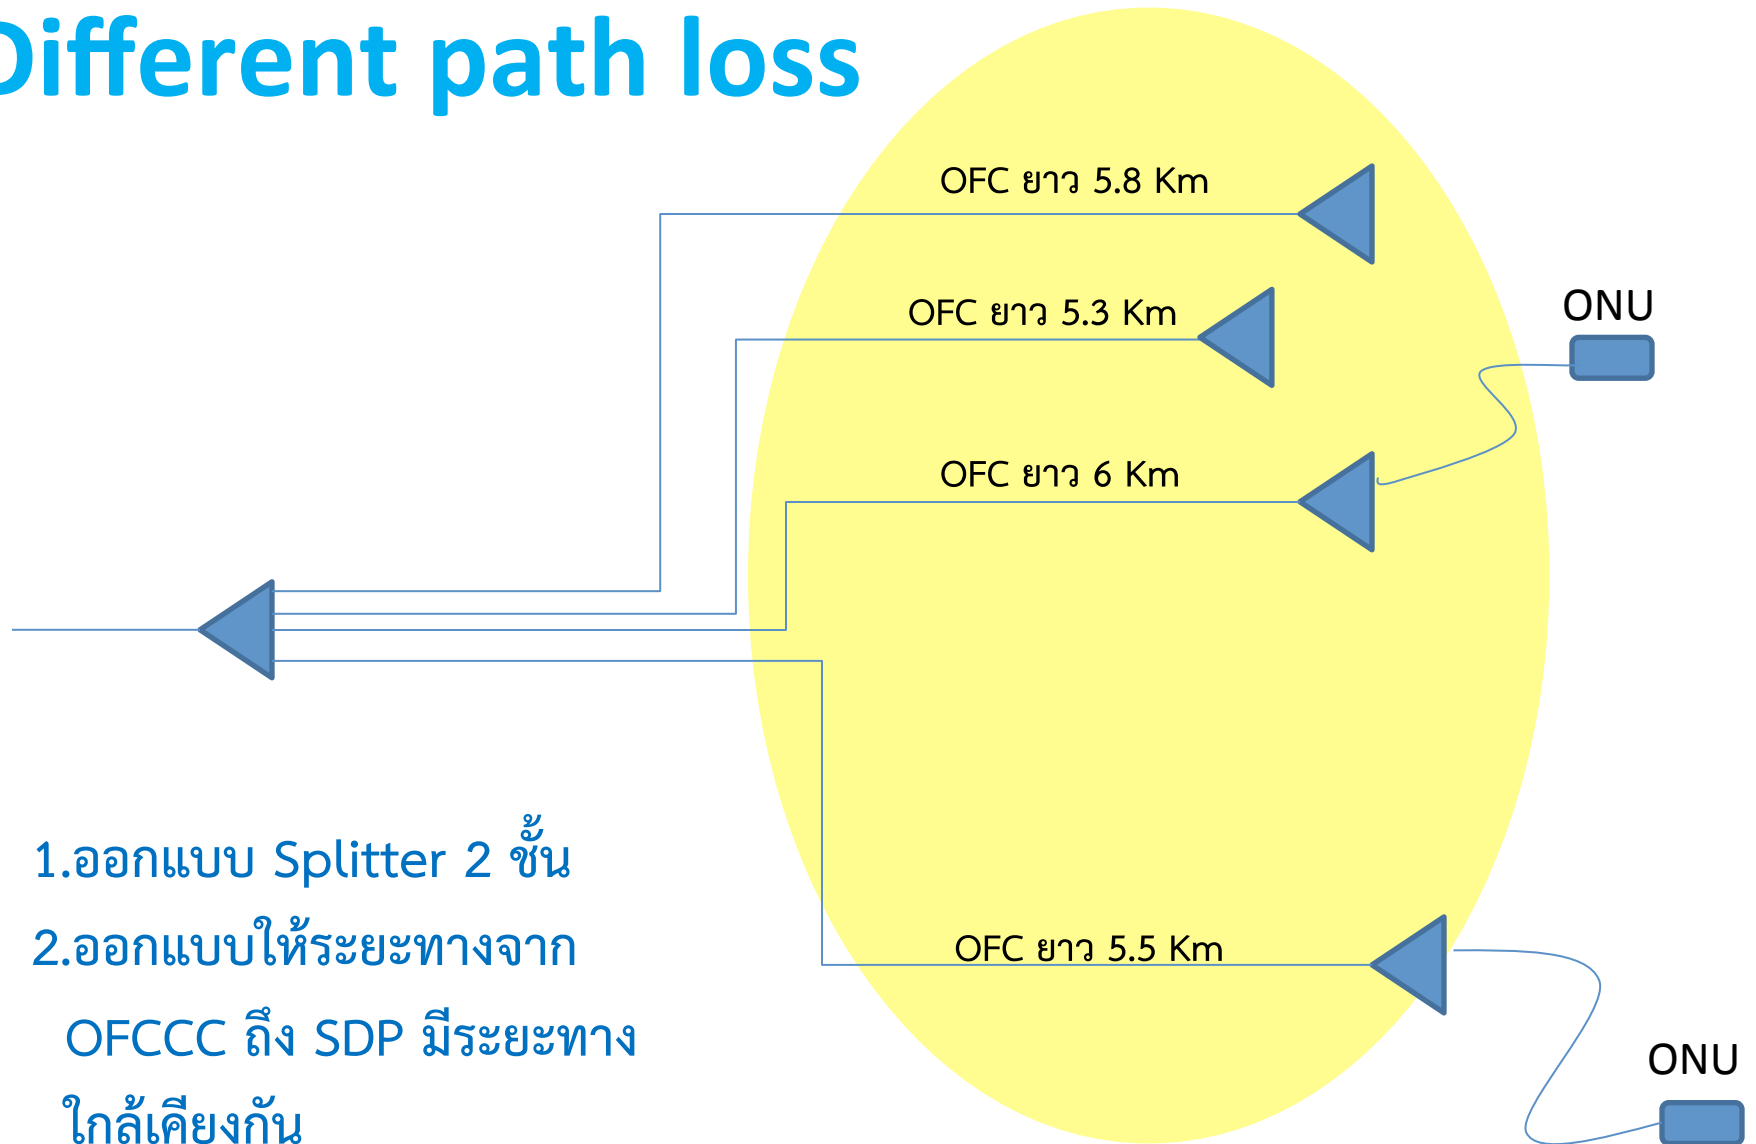 Different path loss
OFC ยาว 5.8 Km
OFC ยาว 5.3 Km
ONU
OFC ยาว 6 Km
1.ออกแบบ Splitter 2 ชั้น
2.ออกแบบให้ระยะทางจาก
OFCCC ถึง SDP มีระยะทาง
ใกล้เคียงกัน
OFC ยาว 5.5 Km
ONU